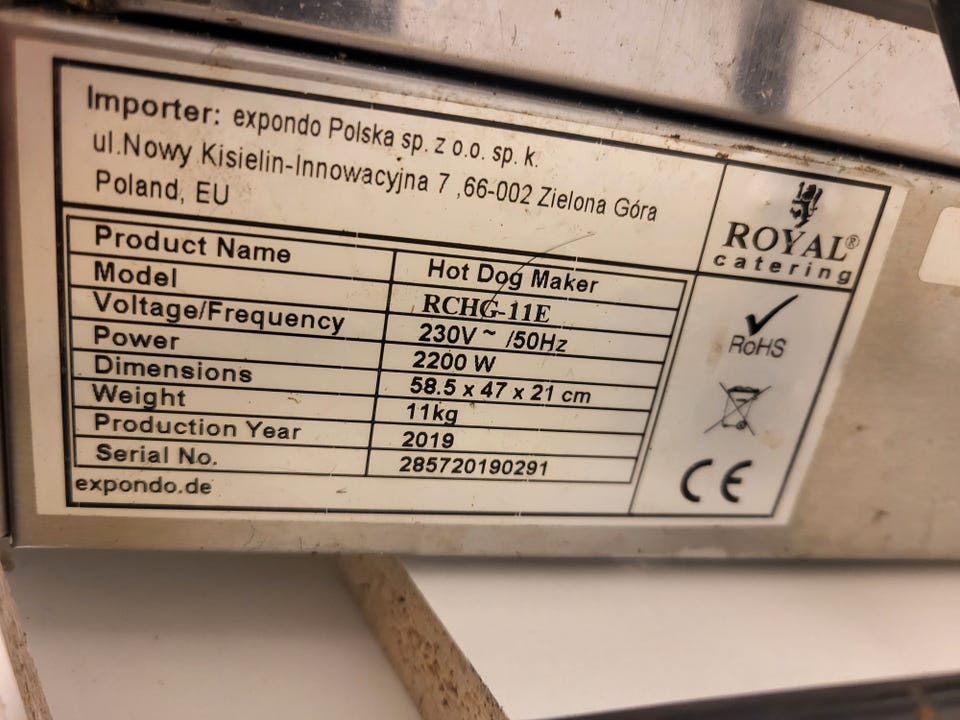 Importer: expondo Polska sp. z o.o. sp. k.
ul.Nowy Kisielin-Innowacyjna 7 ,66-002 Zielona Góra
Poland, EU
ROYAL®
catering
Product Name Hot Dog Maker
Model RCHG-11E
Voltage/Frequency 230V ~ /50Hz
Power 2200 W
Dimensions 58.5 x 47 x 21 cm
Weight 11kg
Production Year 2019
Serial No. 285720190291
expondo.de
RoHS
CE